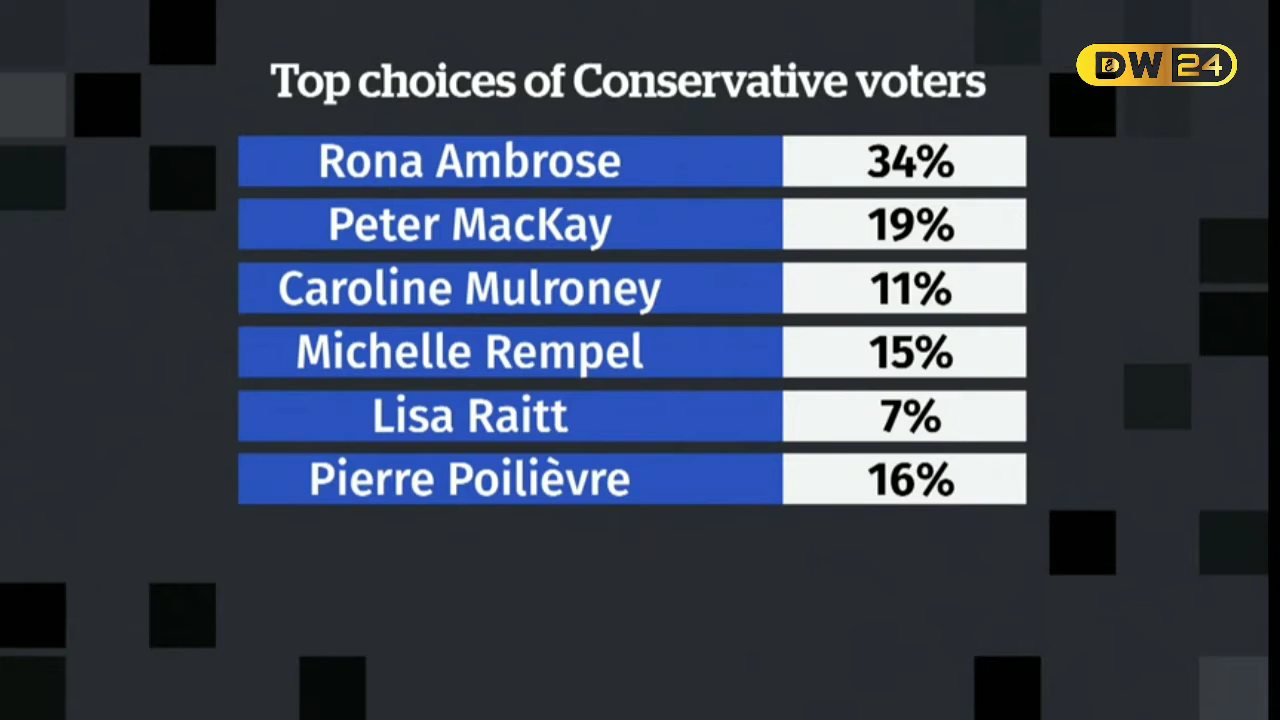 DW 24
Top choices of Conservative voters
Rona Ambrose 34%
Peter MacKay 19%
Caroline Mulroney 11%
Michelle Rempel 15%
Lisa Raitt 7%
Pierre Poilièvre 16%